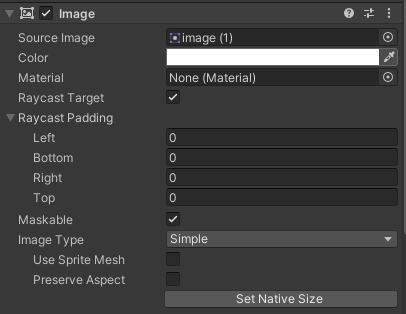 Image
Source Image image (1)
Color
Material None (Material)
Raycast Target
Raycast Padding
Left 0
Bottom 0
Right 0
Top 0
Maskable
Image Type Simple
Use Sprite Mesh
Preserve Aspect
Set Native Size